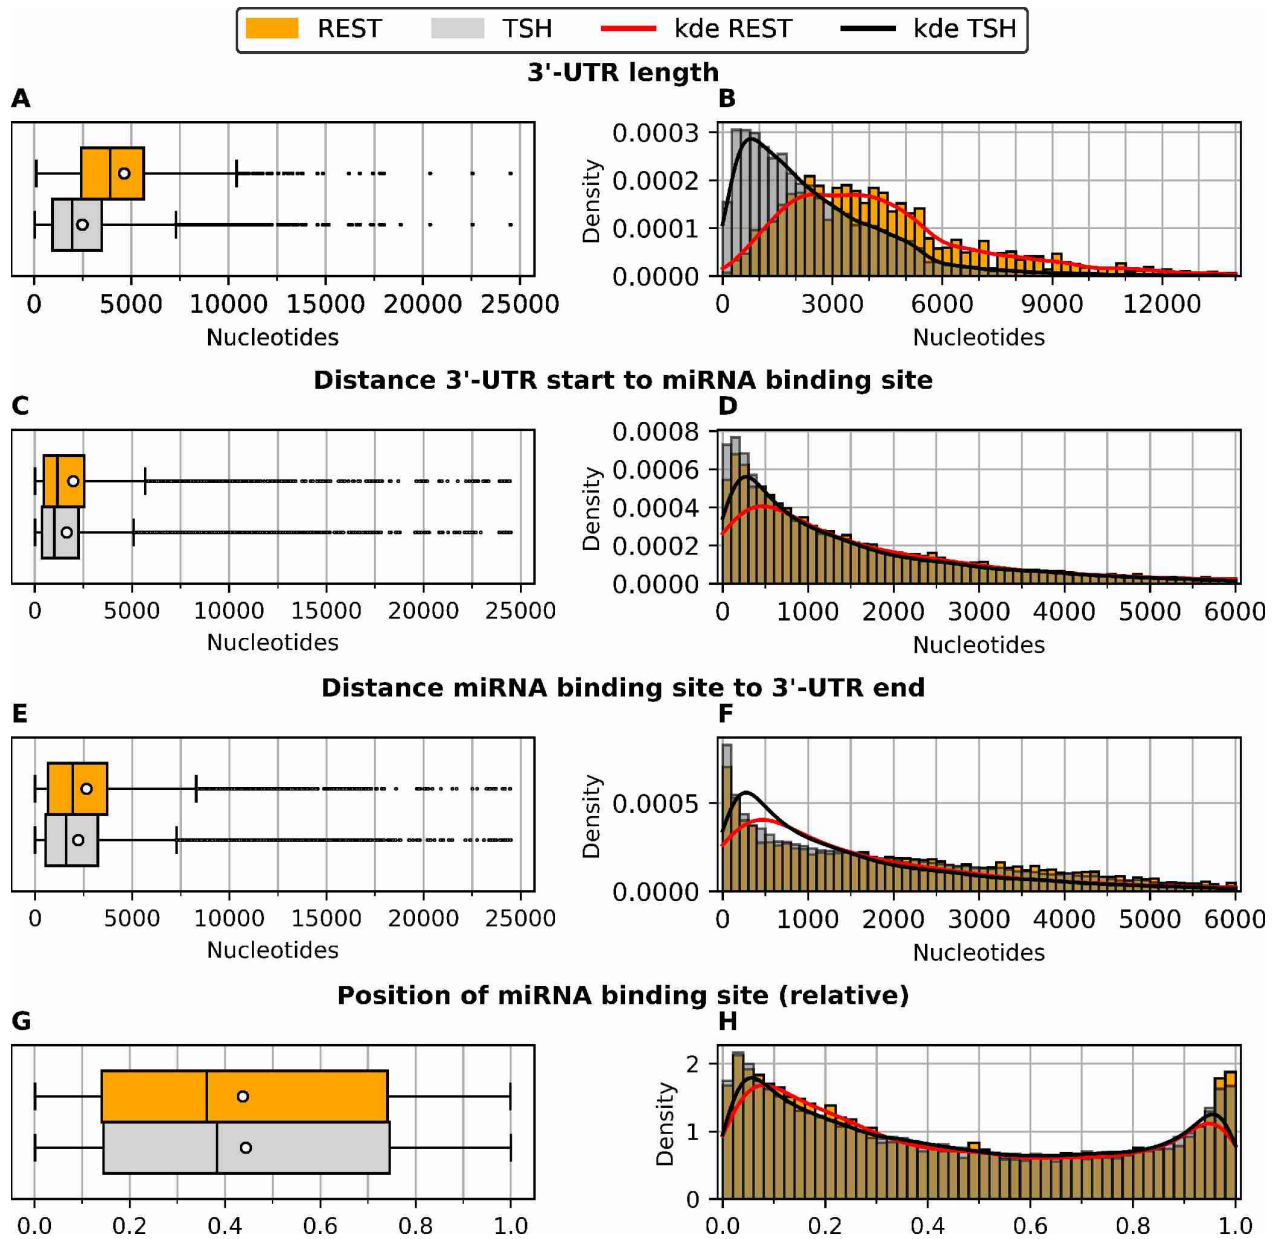 REST TSH kde REST kde TSH
3'-UTR length
A B
0.0003
0.0002
0.0001
0.0000
Density
0 5000 10000 15000 20000 25000
0 3000 6000 9000 12000
Nucleotides Nucleotides
Distance 3'-UTR start to miRNA binding site
C D
0.0008
0.0006
0.0004
0.0002
0.0000
Density
0 5000 10000 15000 20000 25000
0 1000 2000 3000 4000 5000 6000
Nucleotides Nucleotides
Distance miRNA binding site to 3'-UTR end
E F
0.0005
0.0000
Density
0 5000 10000 15000 20000 25000
0 1000 2000 3000 4000 5000 6000
Nucleotides Nucleotides
Position of miRNA binding site (relative)
G H
2
1
0
Density
0.0 0.2 0.4 0.6 0.8 1.0
0.0 0.2 0.4 0.6 0.8 1.0